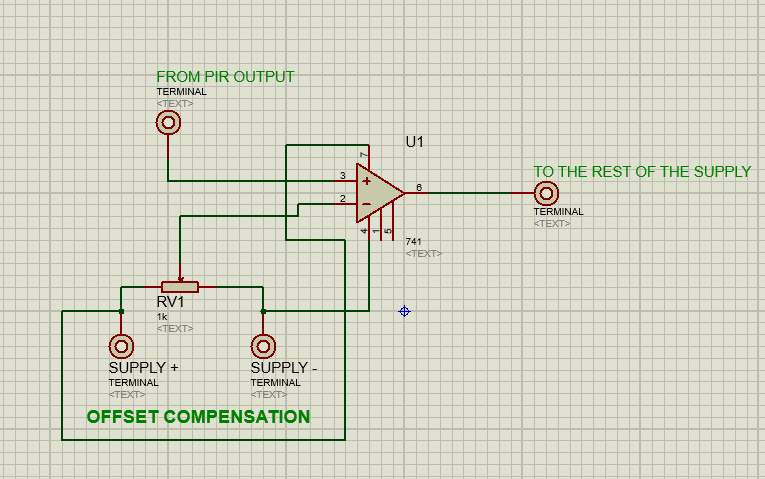 FROM PIR OUTPUT
TERMINAL
<TEXT>
U1
7
3
+
6
2
−
4
1
5
741
<TEXT>
TO THE REST OF THE SUPPLY
TERMINAL
<TEXT>
RV1
1k
<TEXT>
SUPPLY +
TERMINAL
<TEXT>
SUPPLY -
TERMINAL
<TEXT>
OFFSET COMPENSATION